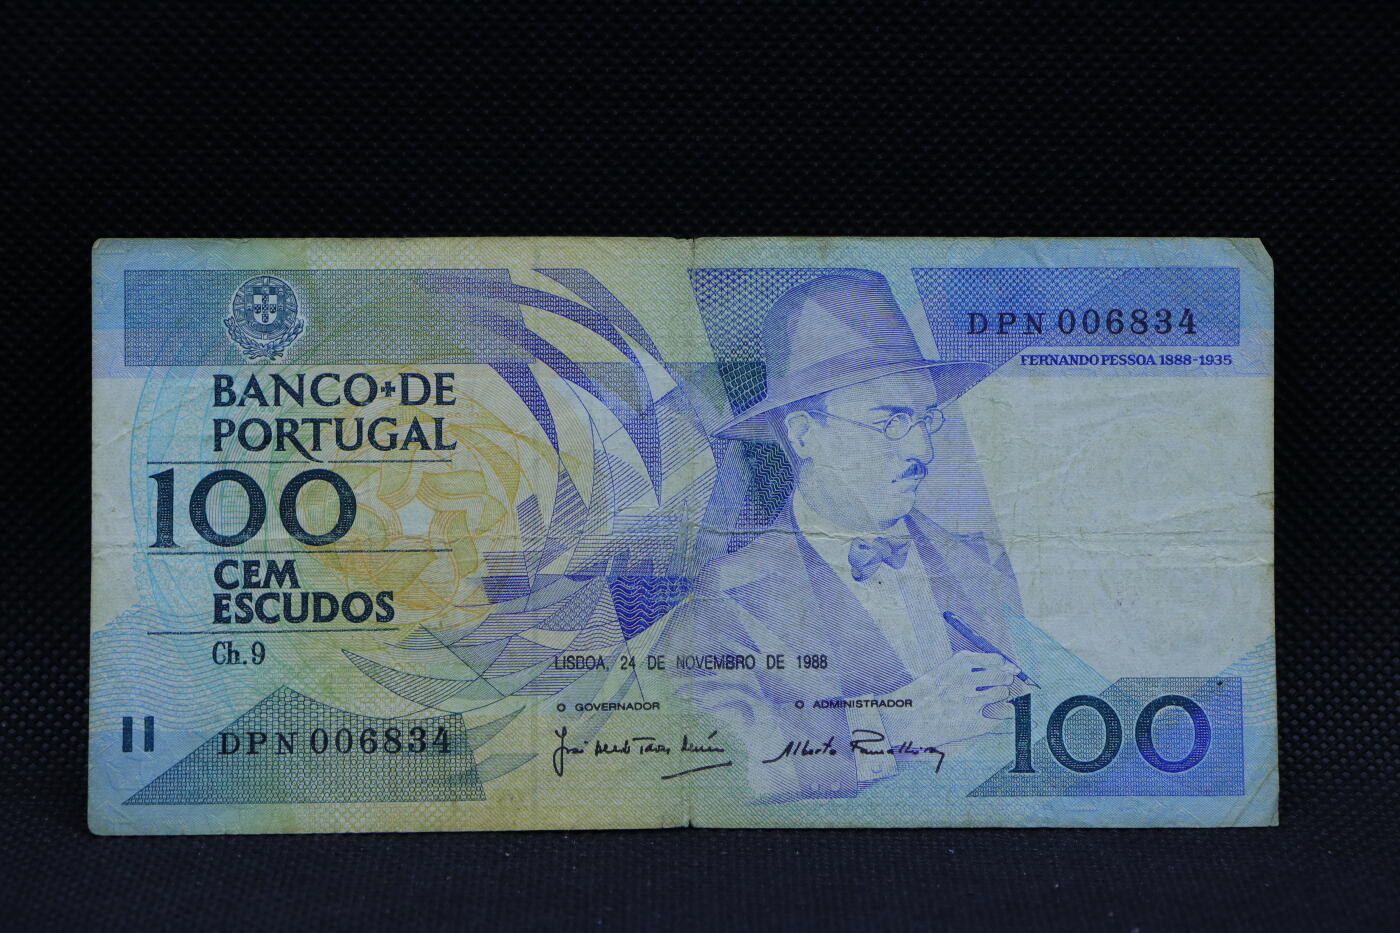 DPN 006834
FERNANDO PESSOA 1888-1935
BANCO DE
PORTUGAL
100
CEM
ESCUDOS
Ch. 9
LISBOA, 24 DE NOVEMBRO DE 1988
O GOVERNADOR
O ADMINISTRADOR
DPN 006834
100